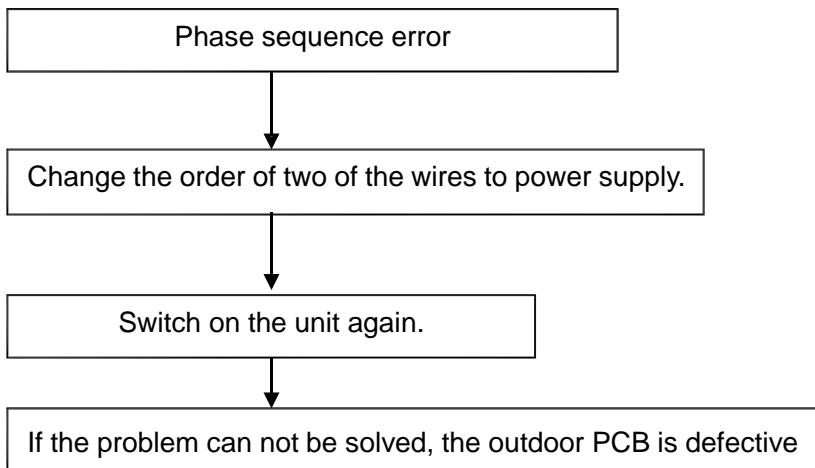 Phase sequence error
Change the order of two of the wires to power supply.
Switch on the unit again.
If the problem can not be solved, the outdoor PCB is defective